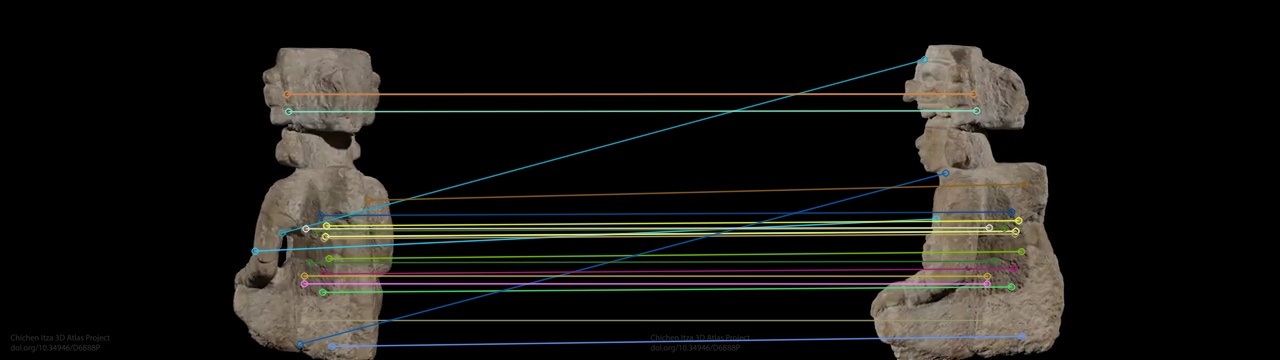 Chichen Itza 3D Atlas Project
doi.org/10.34946/D6B88P
Chichen Itza 3D Atlas Project
doi.org/10.34946/D6B88P